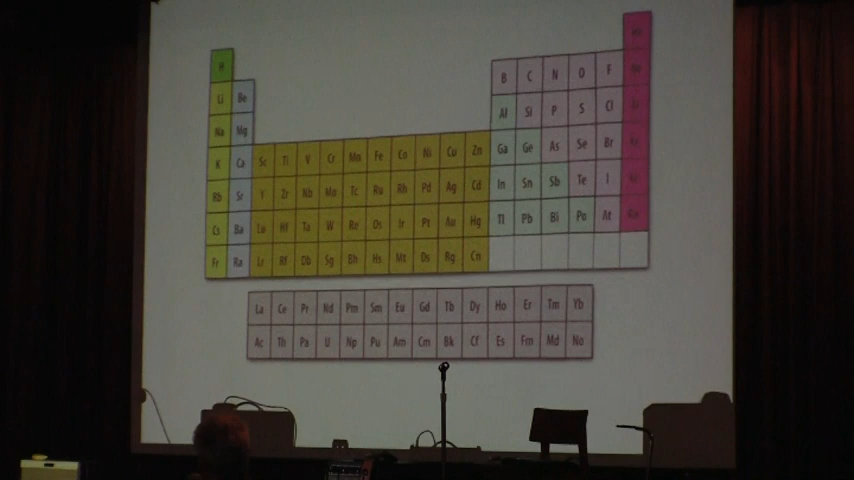 H
B C N O F Ne
Li Be Al Si P S Cl
Na Mg Ga Ge As Se Br
K Ca Sc Ti V Cr Mn Fe Co Ni Cu Zn In Sn Sb Te I
Rb Sr Y Zr Nb Mo Tc Ru Rh Pd Ag Cd Tl Pb Bi Po At Rn
Cs Ba Lu Hf Ta W Re Os Ir Pt Au Hg
Fr Ra Lr Rf Db Sg Bh Hs Mt Ds Rg Cn
La Ce Pr Nd Pm Sm Eu Gd Tb Dy Ho Er Tm Yb
Ac Th Pa U Np Pu Am Cm Bk Cf Es Fm Md No